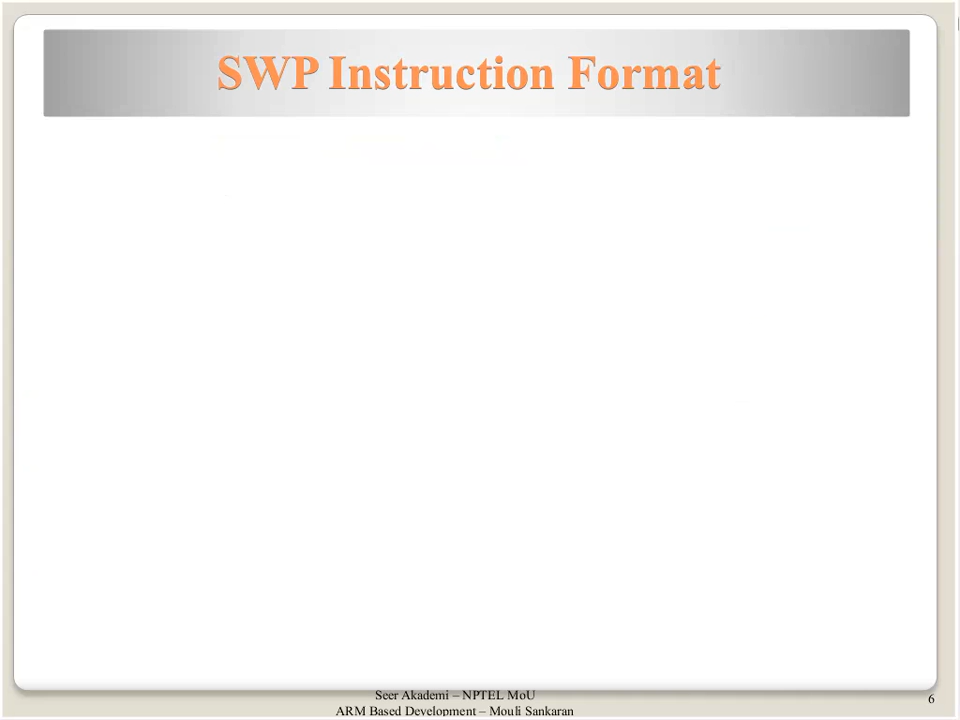 SWP Instruction Format
Seer Akademi – NPTEL MoU
ARM Based Development – Mouli Sankaran
6